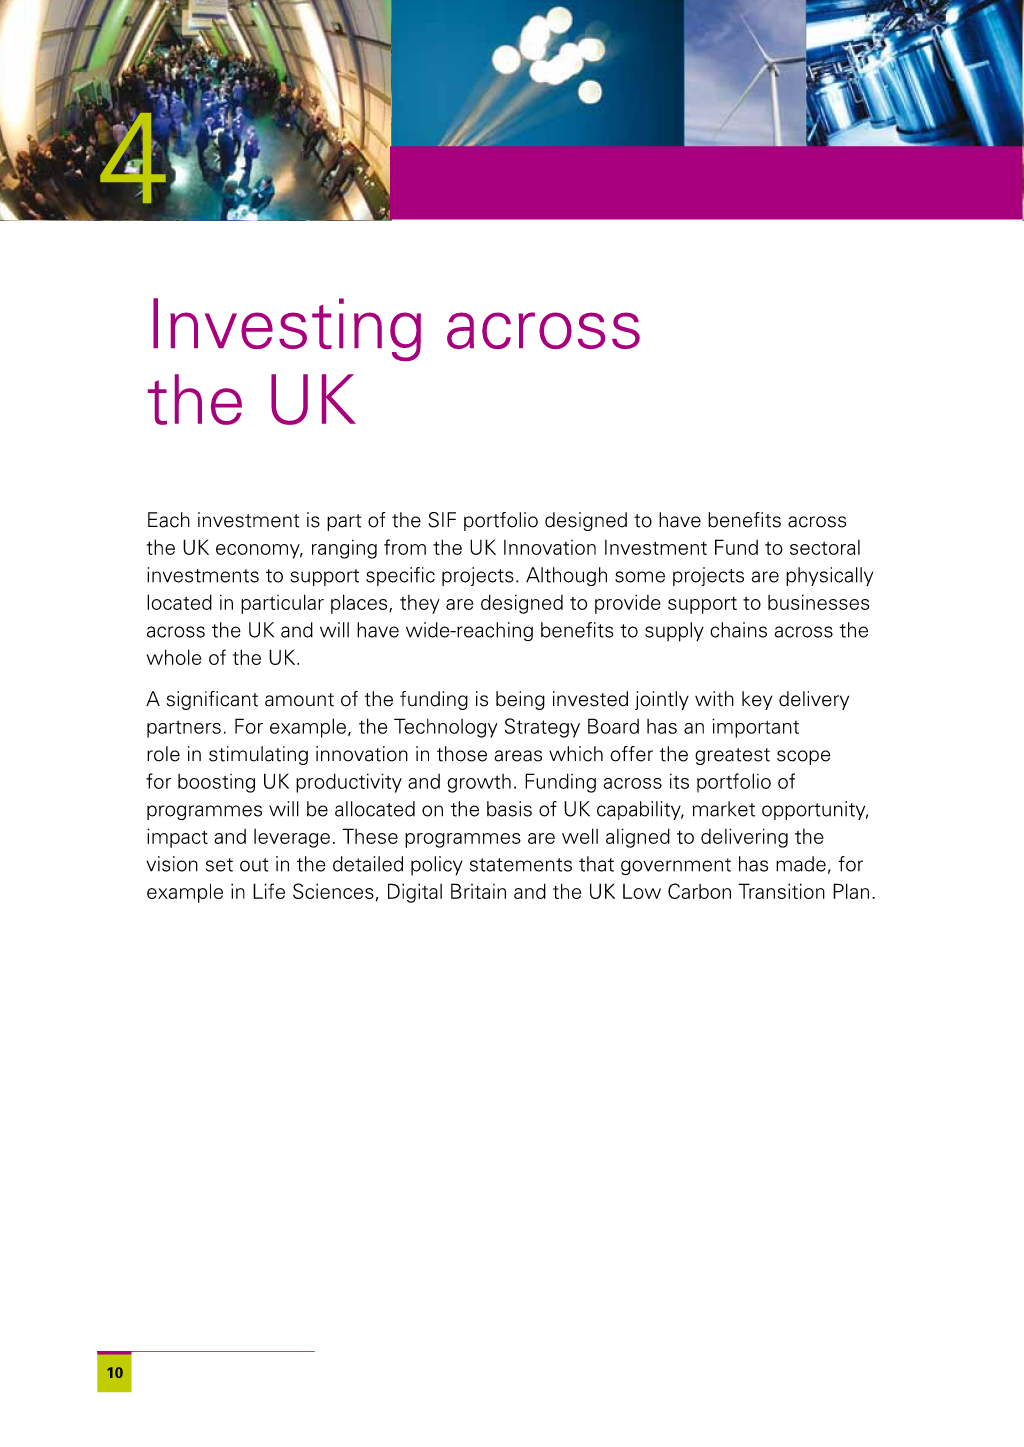 4
Investing across
the UK
Each investment is part of the SIF portfolio designed to have benefits across
the UK economy, ranging from the UK Innovation Investment Fund to sectoral
investments to support specific projects. Although some projects are physically
located in particular places, they are designed to provide support to businesses
across the UK and will have wide-reaching benefits to supply chains across the
whole of the UK.
A significant amount of the funding is being invested jointly with key delivery
partners. For example, the Technology Strategy Board has an important
role in stimulating innovation in those areas which offer the greatest scope
for boosting UK productivity and growth. Funding across its portfolio of
programmes will be allocated on the basis of UK capability, market opportunity,
impact and leverage. These programmes are well aligned to delivering the
vision set out in the detailed policy statements that government has made, for
example in Life Sciences, Digital Britain and the UK Low Carbon Transition Plan.
10